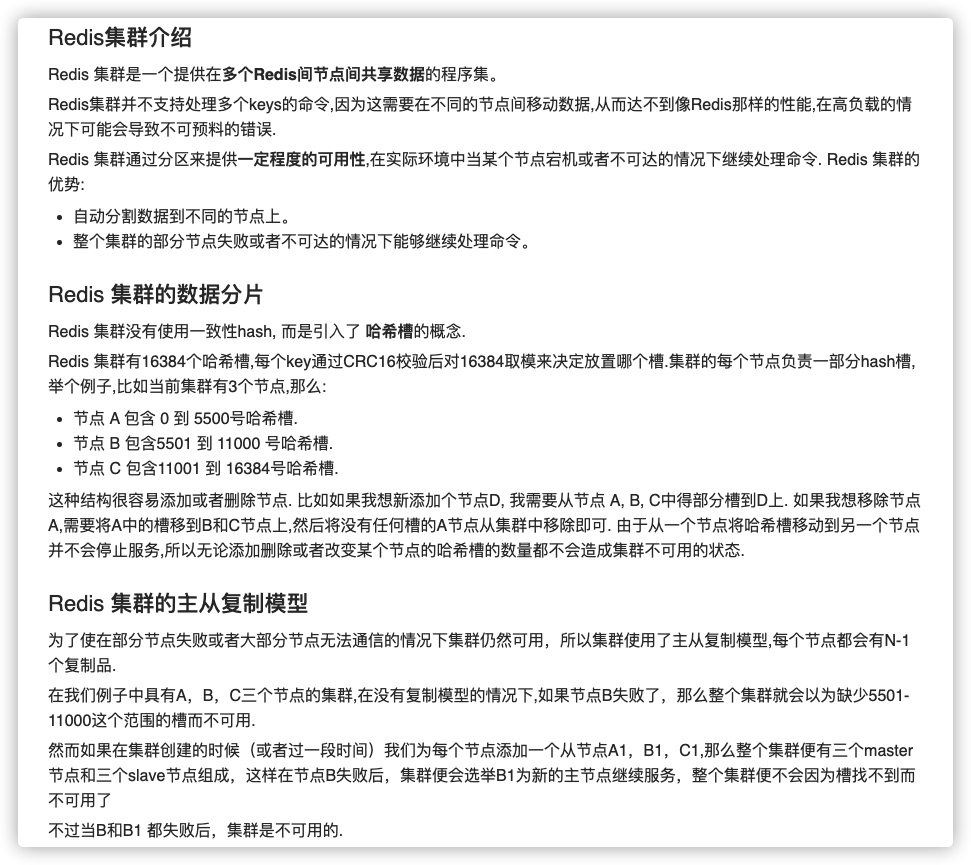 Redis集群介绍
Redis 集群是一个提供在多个Redis间节点间共享数据的程序集。
Redis集群并不支持处理多个keys的命令,因为这需要在不同的节点间移动数据,从而达不到像Redis那样的性能,在高负载的情
况下可能会导致不可预料的错误.
Redis 集群通过分区来提供一定程度的可用性,在实际环境中当某个节点宕机或者不可达的情况下继续处理命令. Redis 集群的
优势:
• 自动分割数据到不同的节点上。
• 整个集群的部分节点失败或者不可达的情况下能够继续处理命令。
Redis 集群的数据分片
Redis 集群没有使用一致性hash, 而是引入了 哈希槽的概念.
Redis 集群有16384个哈希槽,每个key通过CRC16校验后对16384取模来决定放置哪个槽.集群的每个节点负责一部分hash槽,
举个例子,比如当前集群有3个节点,那么:
• 节点 A 包含 0 到 5500号哈希槽.
• 节点 B 包含5501 到 11000 号哈希槽.
• 节点 C 包含11001 到 16384号哈希槽.
这种结构很容易添加或者删除节点. 比如如果我想新添加个节点D, 我需要从节点 A, B, C中得部分槽到D上. 如果我想移除节点
A,需要将A中的槽移到B和C节点上,然后将没有任何槽的A节点从集群中移除即可. 由于从一个节点将哈希槽移动到另一个节点
并不会停止服务,所以无论添加删除或者改变某个节点的哈希槽的数量都不会造成集群不可用的状态.
Redis 集群的主从复制模型
为了使在部分节点失败或者大部分节点无法通信的情况下集群仍然可用，所以集群使用了主从复制模型,每个节点都会有N-1
个复制品.
在我们例子中具有A，B，C三个节点的集群,在没有复制模型的情况下,如果节点B失败了，那么整个集群就会以为缺少5501-
11000这个范围的槽而不可用.
然而如果在集群创建的时候（或者过一段时间）我们为每个节点添加一个从节点A1，B1，C1,那么整个集群便有三个master
节点和三个slave节点组成，这样在节点B失败后，集群便会选举B1为新的主节点继续服务，整个集群便不会因为槽找不到而
不可用了
不过当B和B1 都失败后，集群是不可用的.